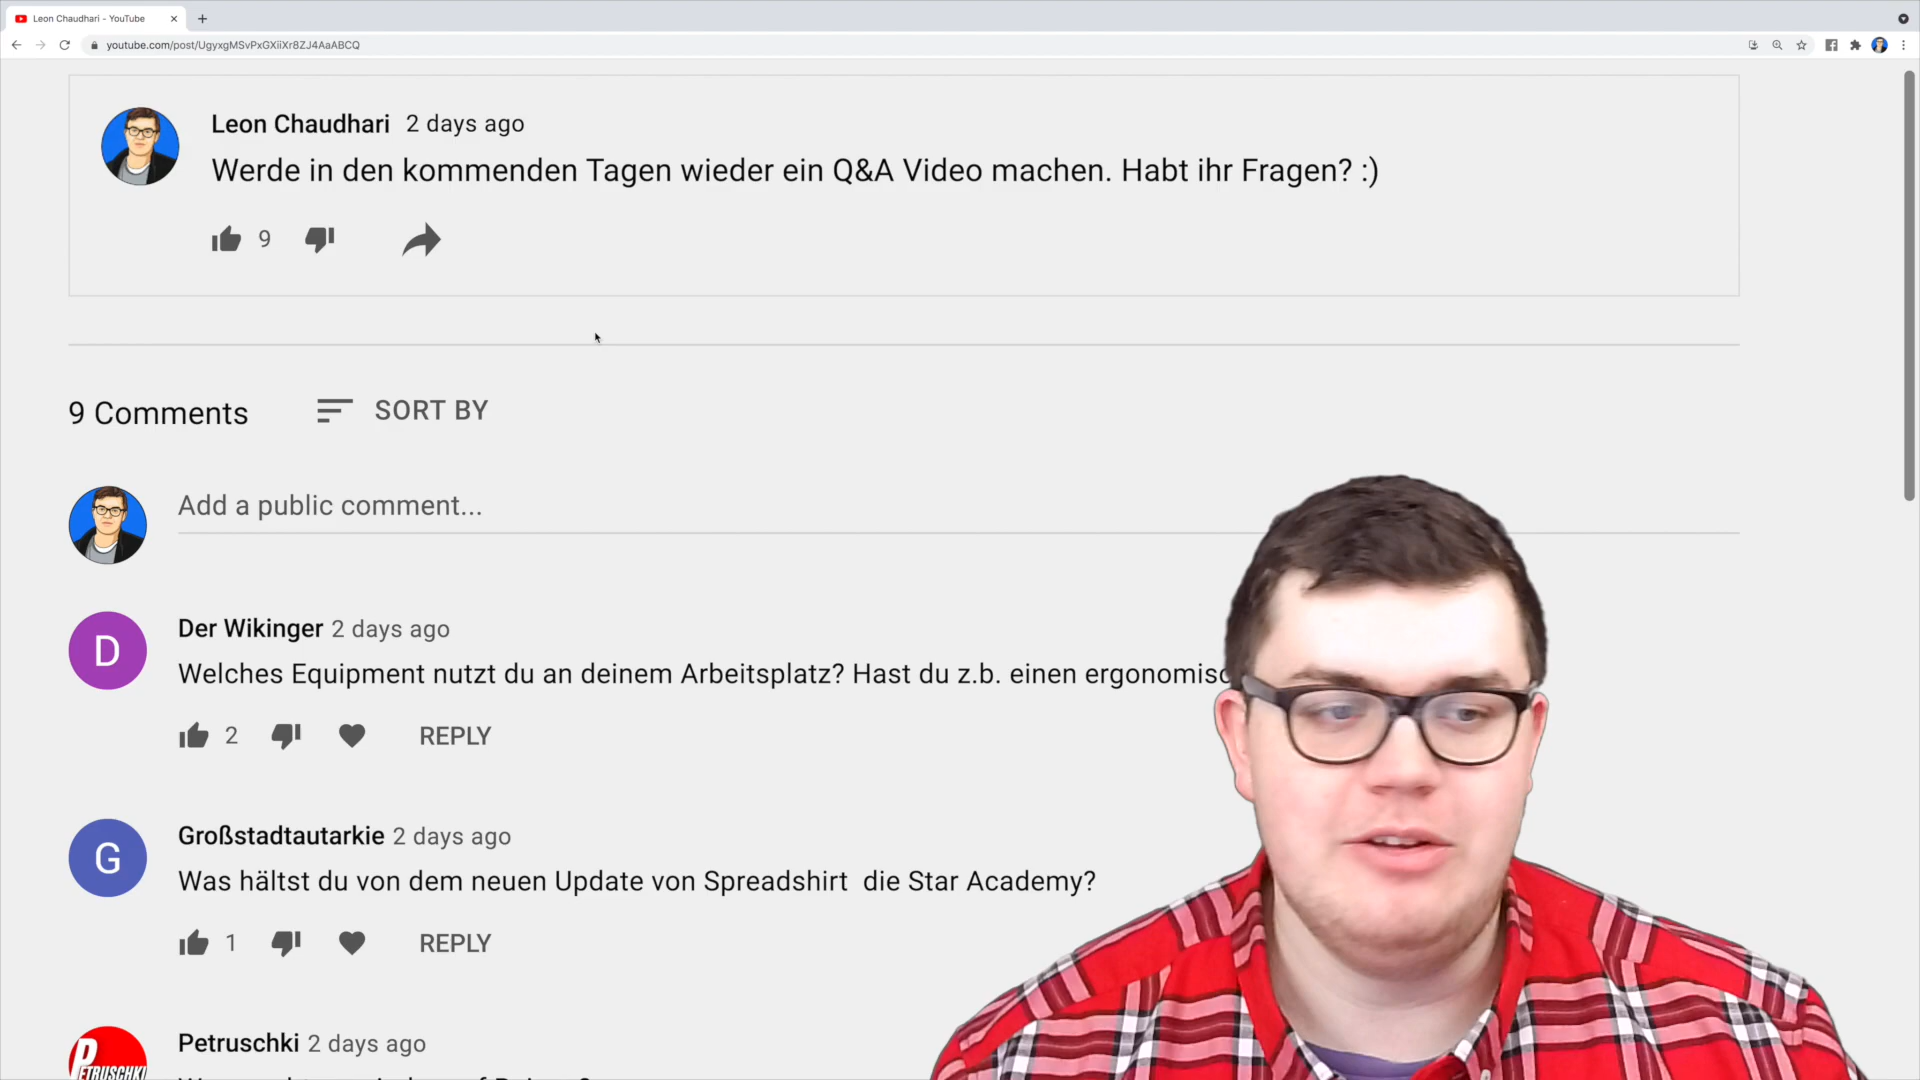 Leon Chaudhari - YouTube
youtube.com/post/UgyxgMSvPxGXiiXr8ZJ4AaABCQ
Leon Chaudhari 2 days ago
Werde in den kommenden Tagen wieder ein Q&A Video machen. Habt ihr Fragen? :)
9
9 Comments SORT BY
Add a public comment...
D
Der Wikinger 2 days ago
Welches Equipment nutzt du an deinem Arbeitsplatz? Hast du z.b. einen
2 REPLY
G
Großstadtautarkie 2 days ago
Was hältst du von dem neuen Update von Spreadshirt die Star Academy?
1 REPLY
Petruschki 2 days ago
PETRUSCHKI